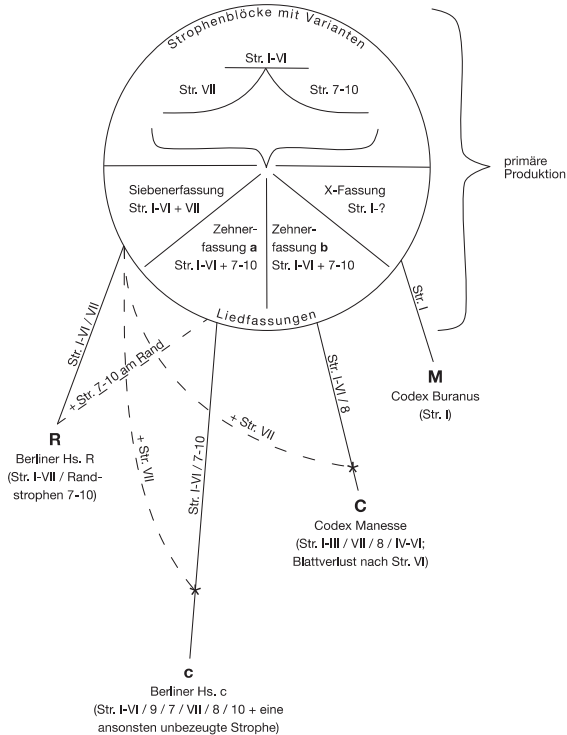 Strophenblöcke mit Varianten
Str. I-VI
Str. VII
Str. 7-10
primäre
Produktion
Siebenerfassung
Str. I-VI + VII
X-Fassung
Str. I-?
Zehner-
fassung a
Str. I-VI + 7-10
Zehner-
fassung b
Str. I-VI + 7-10
Liedfassungen
Str. I-VI / VII
+ Str. 7-10 am Rand
+ Str. VII
Str. I-VI / 7-10
+ Str. VII
Str. I-VI / 8
Str. I
M
Codex Buranus
(Str. I)
R
Berliner Hs. R
(Str. I-VII / Rand-
strophen 7-10)
C
Codex Manesse
(Str. I-III / VII / 8 / IV-VI;
Blattverlust nach Str. VI)
c
Berliner Hs. c
(Str. I-VI / 9 / 7 / VII / 8 / 10 + eine
ansonsten unbezeugte Strophe)